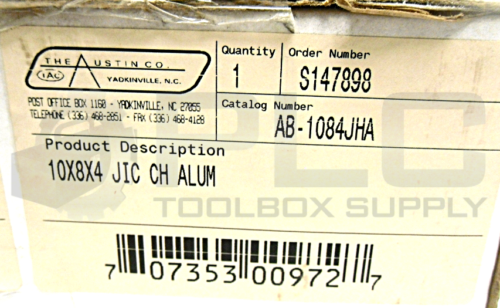 THE AUSTIN CO.
IAC
YADKINVILLE, N.C.
POST OFFICE BOX 1160 - YADKINVILLE, NC 27055
TELEPHONE (336) 468-2851 - FAX (336) 468-4128
Quantity
1
Order Number
S147898
Catalog Number
AB-1084JHA
Product Description
10X8X4 JIC CH ALUM
PLC
TOOLBOX SUPPLY
7 07353 00972 7